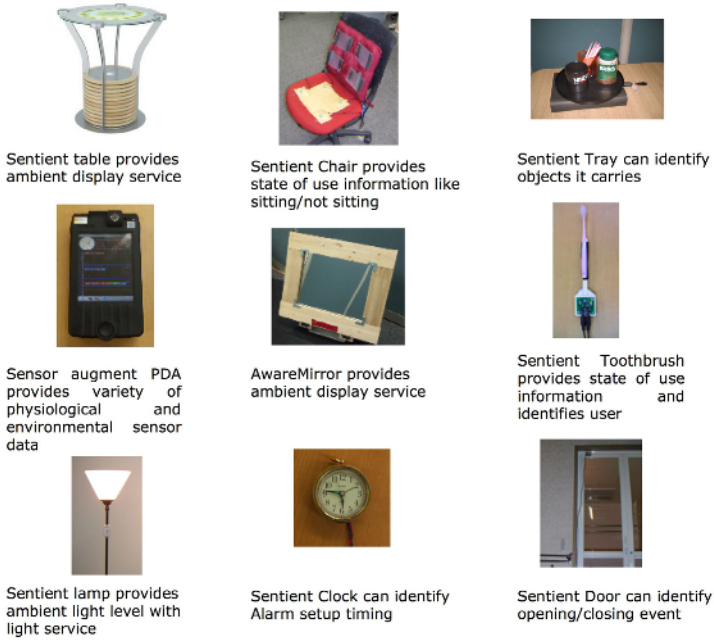 Sentient table provides
ambient display service
Sentient Chair provides
state of use information like
sitting/not sitting
Sentient Tray can identify
objects it carries
Sensor augment PDA
provides variety of
physiological and
environmental sensor
data
AwareMirror provides
ambient display service
Sentient Toothbrush
provides state of use
information and
identifies user
Sentient lamp provides
ambient light level with
light service
Sentient Clock can identify
Alarm setup timing
Sentient Door can identify
opening/closing event